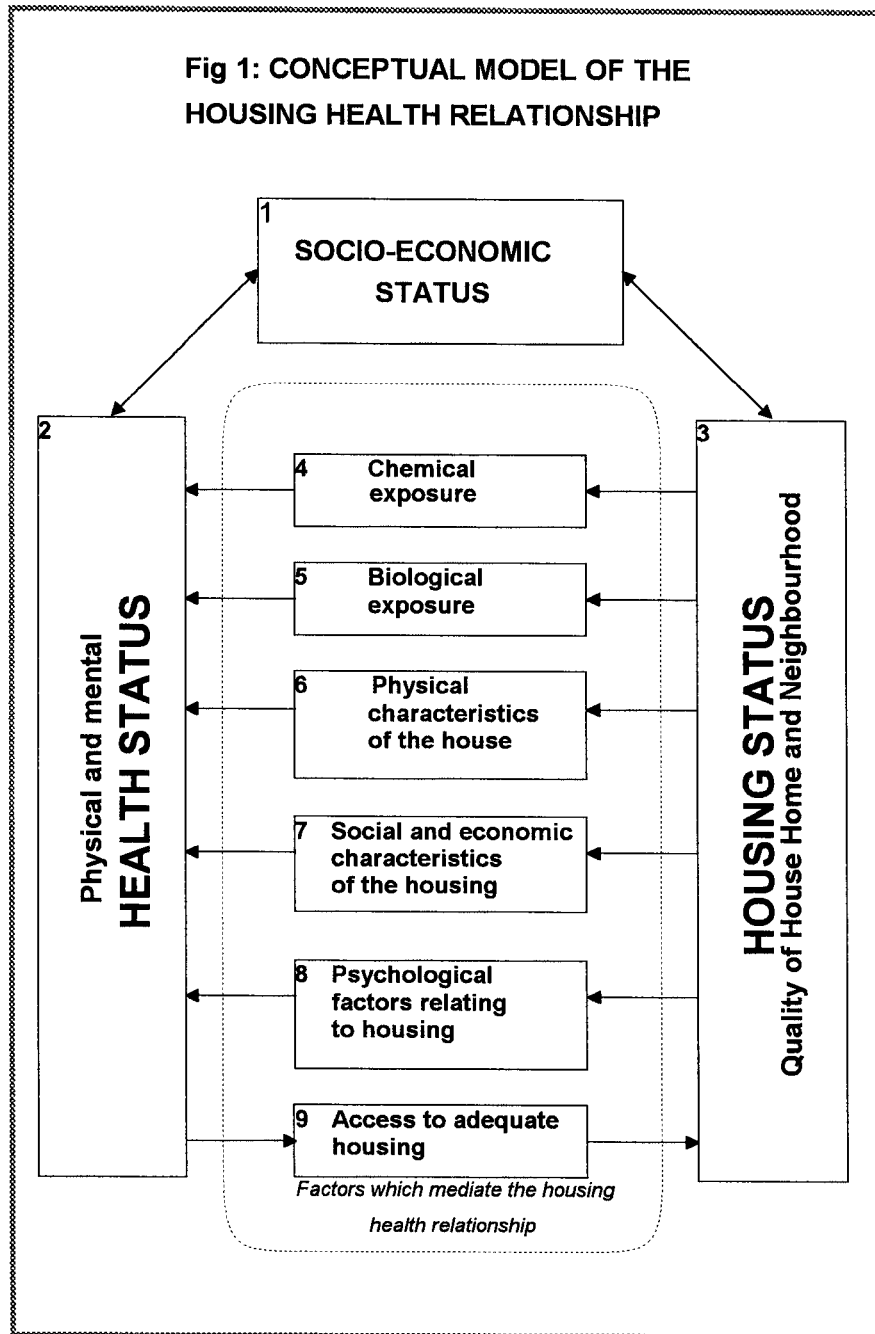 Fig 1: CONCEPTUAL MODEL OF THE
HOUSING HEALTH RELATIONSHIP
1
SOCIO-ECONOMIC
STATUS
2
Physical and mental
HEALTH STATUS
4 Chemical
exposure
5 Biological
exposure
6 Physical
characteristics
of the house
7 Social and economic
characteristics
of the housing
8 Psychological
factors relating
to housing
9 Access to adequate
housing
Factors which mediate the housing
health relationship
3
HOUSING STATUS
Quality of House Home and Neighbourhood